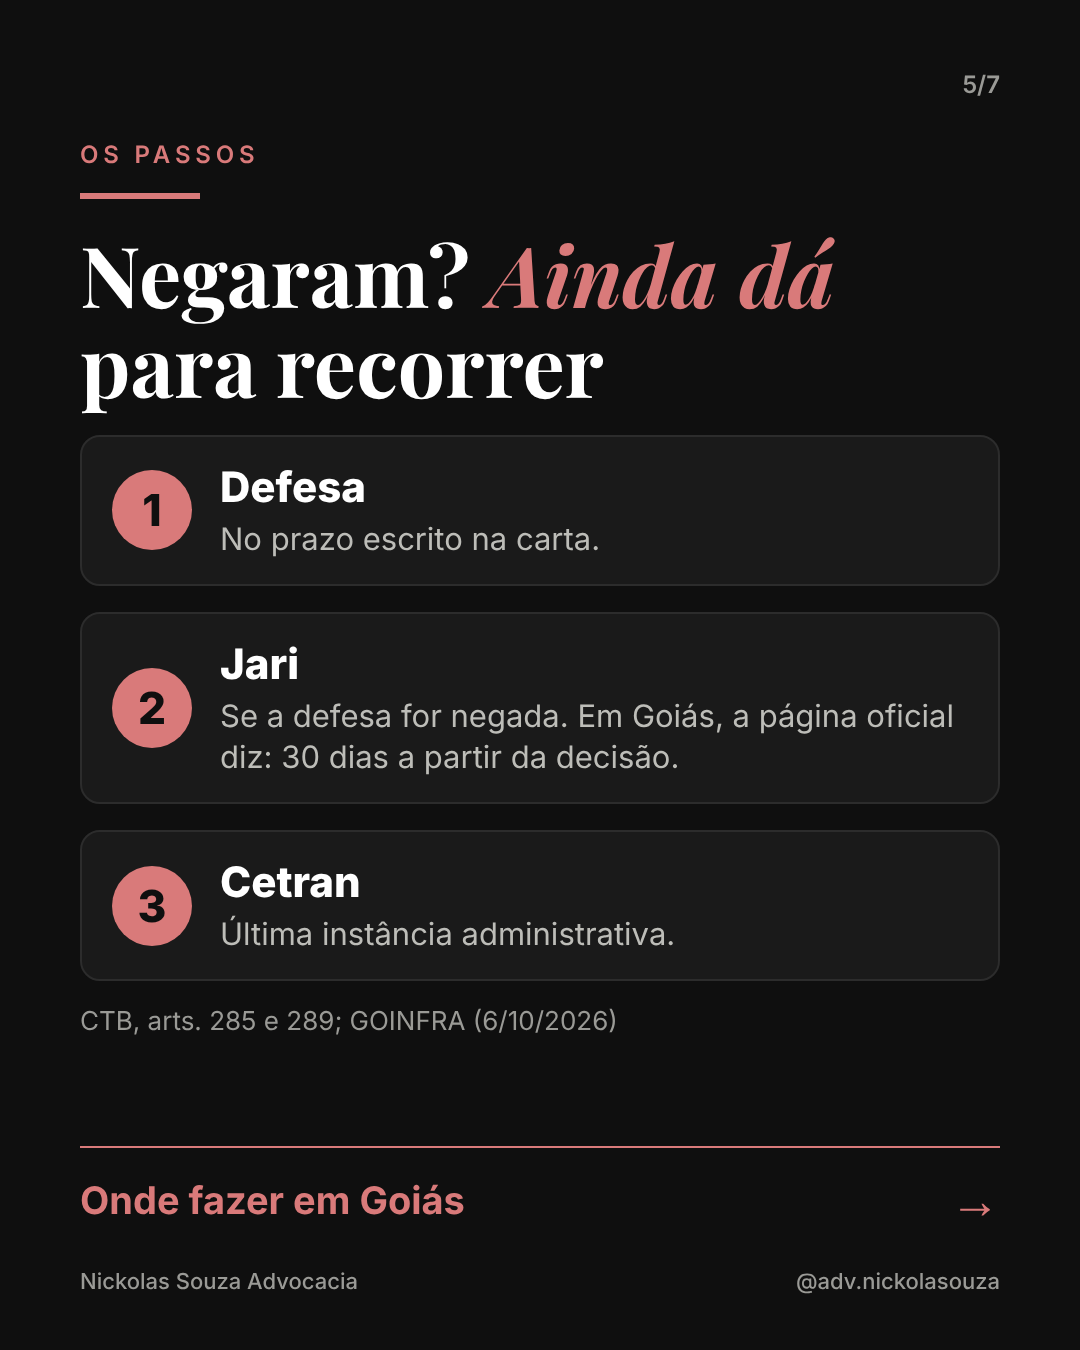 5/7
OS PASSOS
Negaram? Ainda dá
para recorrer
1
Defesa
No prazo escrito na carta.
2
Jari
Se a defesa for negada. Em Goiás, a página oficial
diz: 30 dias a partir da decisão.
3
Cetran
Última instância administrativa.
CTB, arts. 285 e 289; GOINFRA (6/10/2026)
Onde fazer em Goiás →
Nickolas Souza Advocacia
@adv.nickolasouza